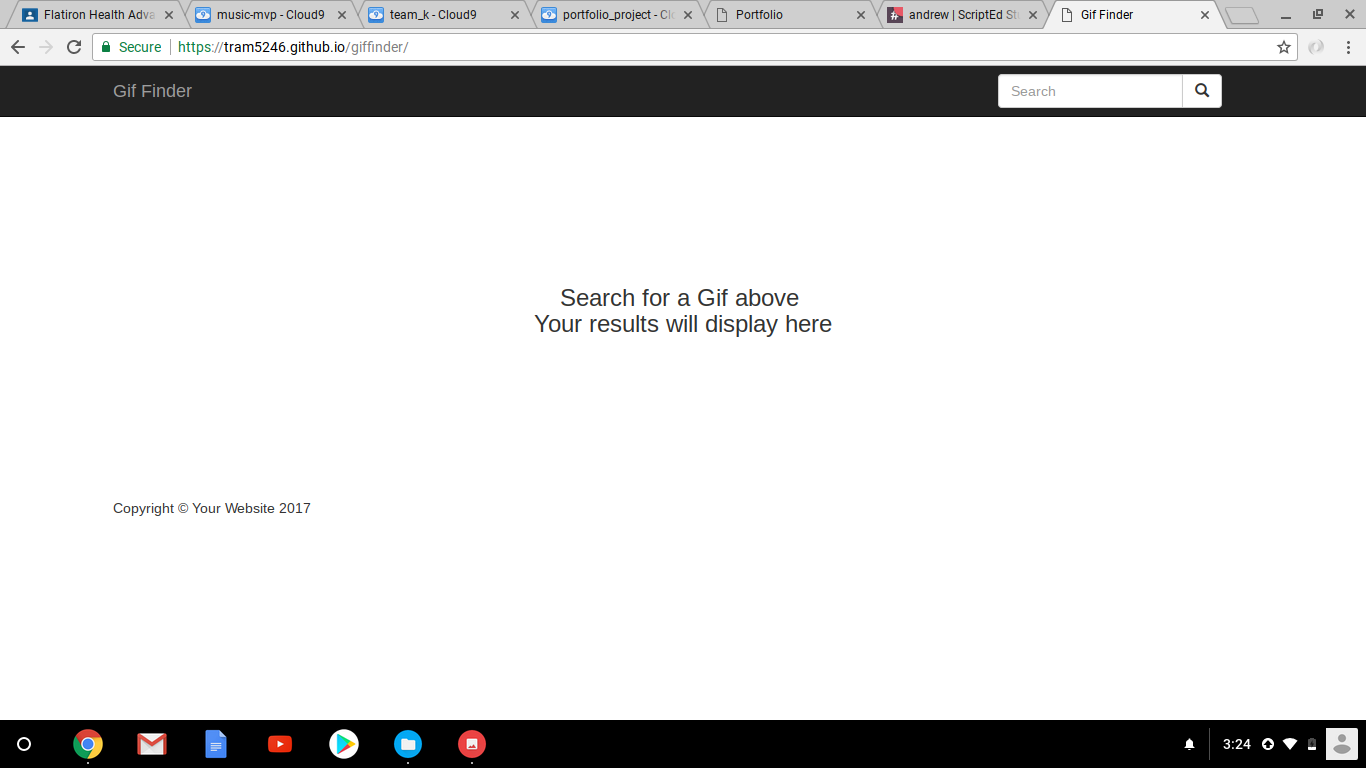 Flatiron Health Adva
music-mvp - Cloud9
team_k - Cloud9
portfolio_project - Cl
Portfolio
andrew | ScriptEd St
Gif Finder
Secure
https://tram5246.github.io/giffinder/
Gif Finder
Search
Search for a Gif above
Your results will display here
Copyright © Your Website 2017
3:24